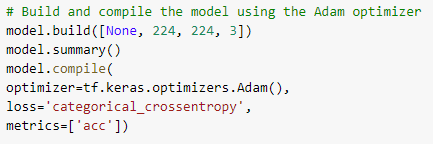 # Build and compile the model using the Adam optimizer
model.build([None, 224, 224, 3])
model.summary()
model.compile(
optimizer=tf.keras.optimizers.Adam(),
loss='categorical_crossentropy',
metrics=['acc'])